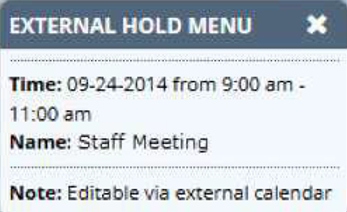 EXTERNAL HOLD MENU ✖
Time: 09-24-2014 from 9:00 am -
11:00 am
Name: Staff Meeting
Note: Editable via external calendar